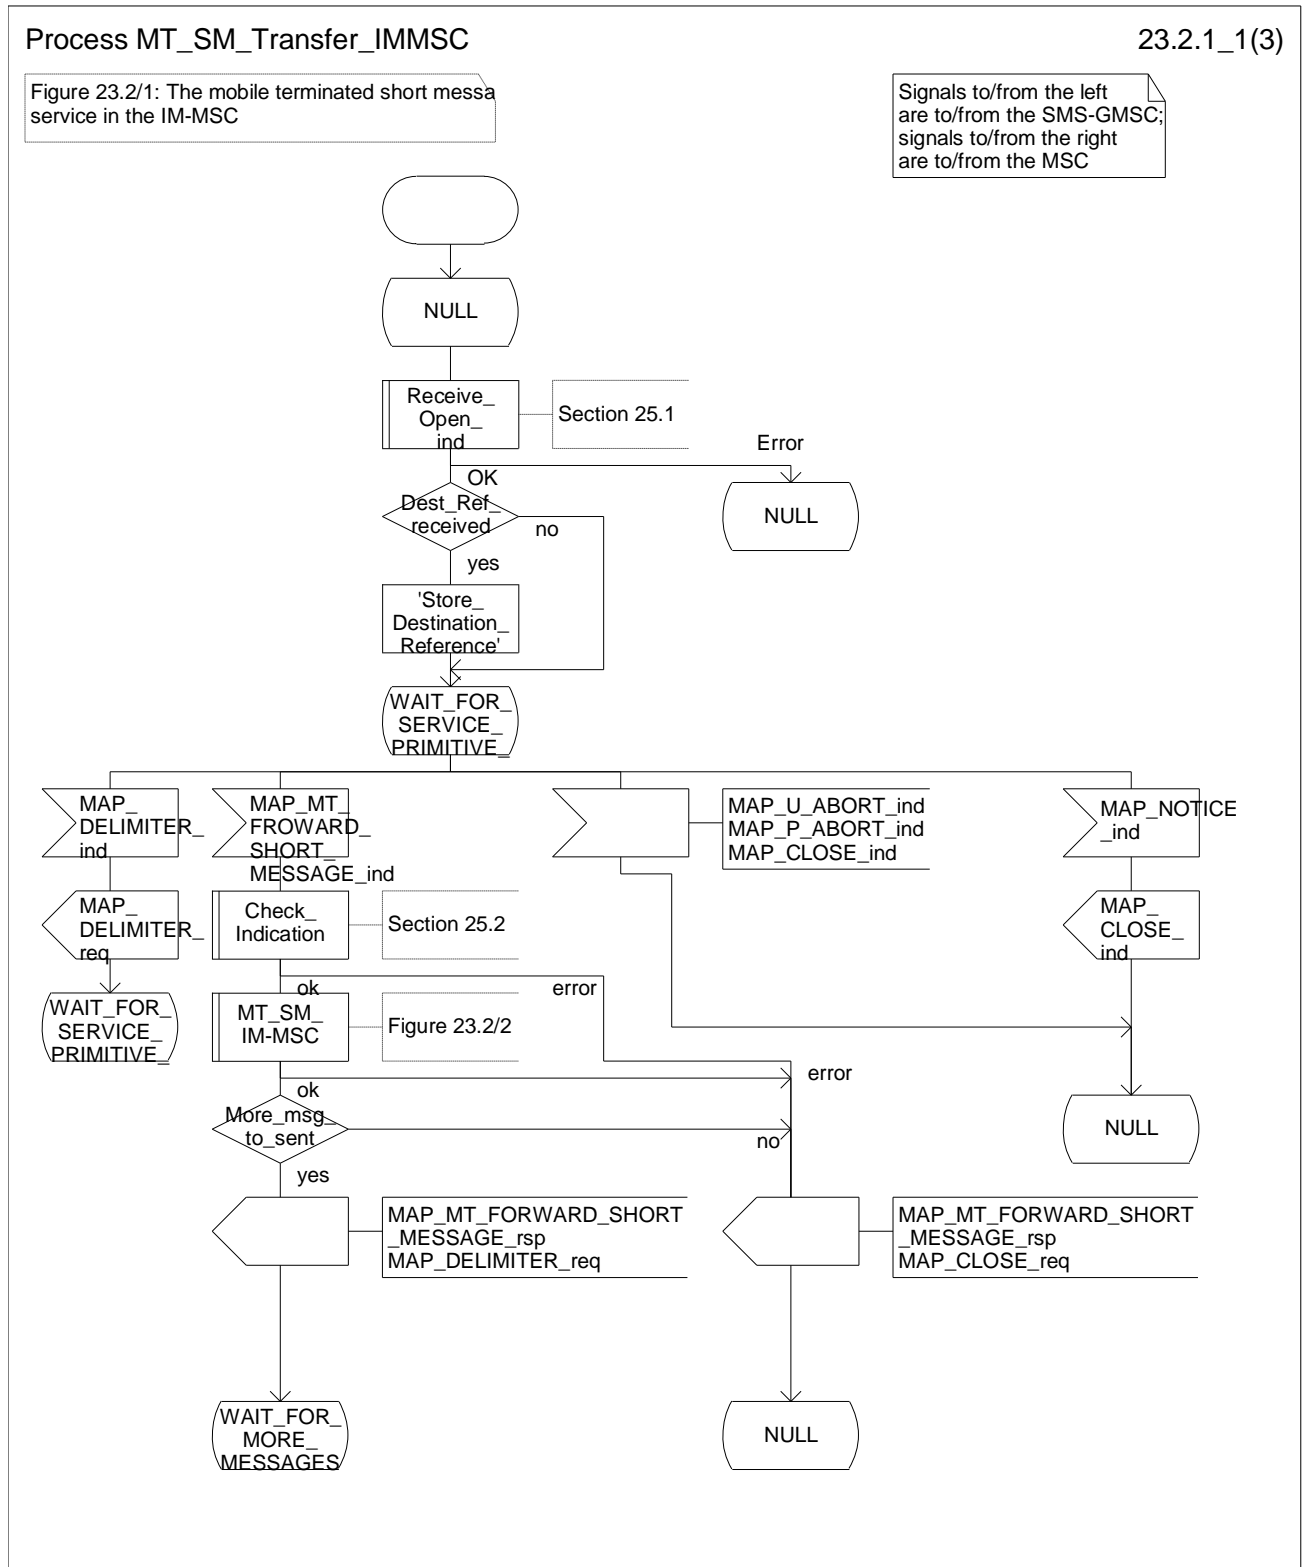 Process MT_SM_Transfer_IMMSC
23.2.1_1(3)
Figure 23.2/1: The mobile terminated short messa
service in the IM-MSC
Signals to/from the left
are to/from the SMS-GMSC;
signals to/from the right
are to/from the MSC
NULL
Receive_
Open_
ind
Section 25.1
Error
OK
NULL
Dest_Ref_
received
no
yes
'Store_
Destination_
Reference'
WAIT_FOR_
SERVICE_
PRIMITIVE_
MAP_
DELIMITER_
ind
MAP_MT_
FROWARD_
SHORT_
MESSAGE_ind
MAP_U_ABORT_ind
MAP_P_ABORT_ind
MAP_CLOSE_ind
MAP_NOTICE
_ind
MAP_
DELIMITER_
req
Check_
Indication
Section 25.2
MAP_
CLOSE_
ind
ok
error
WAIT_FOR_
SERVICE_
PRIMITIVE_
MT_SM_
IM-MSC
Figure 23.2/2
error
ok
More_msg_
to_sent
no
NULL
yes
MAP_MT_FORWARD_SHORT
_MESSAGE_rsp
MAP_DELIMITER_req
MAP_MT_FORWARD_SHORT
_MESSAGE_rsp
MAP_CLOSE_req
WAIT_FOR_
MORE_
MESSAGES
NULL